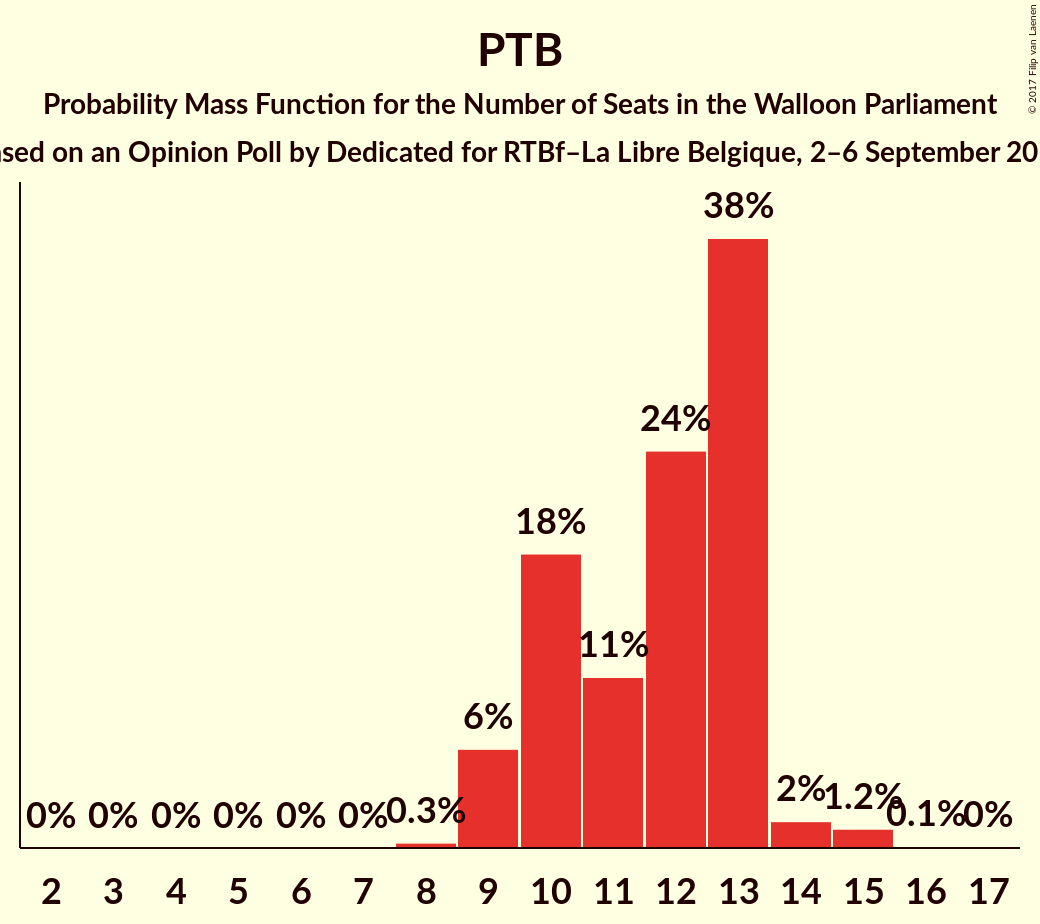 PTB
Probability Mass Function for the Number of Seats in the Walloon Parliament
on an Opinion Poll by Dedicated for RTBf–La Libre Belgique, 2–6 September
© 2017 Filip van Laenen
38%
24%
18%
11%
6%
2%
1.2%
0% 0% 0% 0% 0% 0% 0.3% 0.1% 0%
2 3 4 5 6 7 8 9 10 11 12 13 14 15 16 17